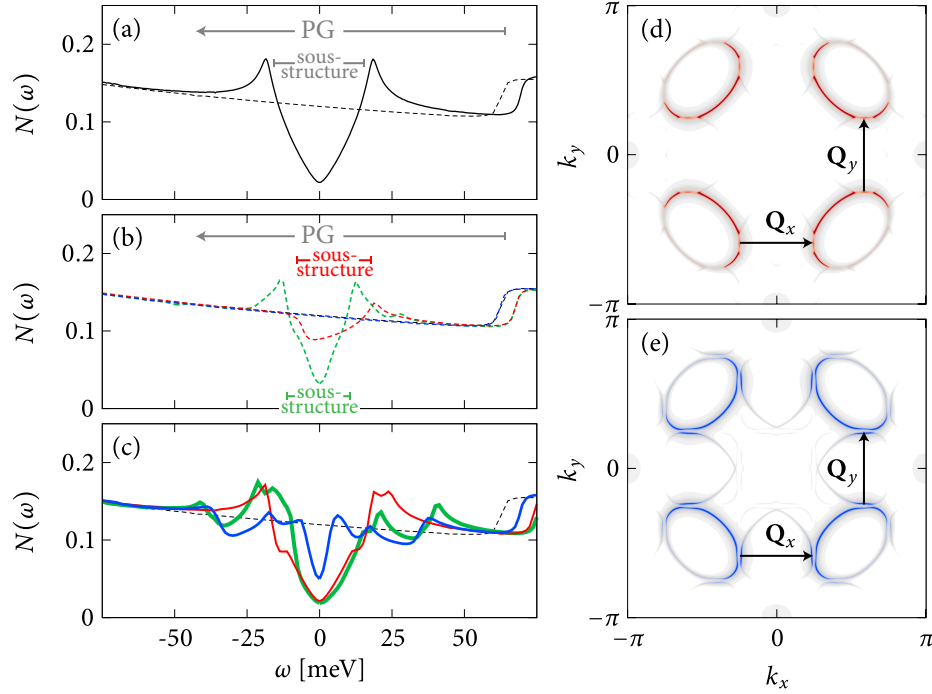 (a)
PG
sous-
structure
0.2
0.1
0
N(ω)
(b)
PG
sous-
structure
sous-
structure
0.2
0.1
0
N(ω)
(c)
0.2
0.1
0
N(ω)
-50
-25
0
25
50
ω [meV]
(d)
π
0
−π
k_y
Q_y
Q_x
(e)
π
0
−π
k_y
Q_y
Q_x
−π
0
π
k_x